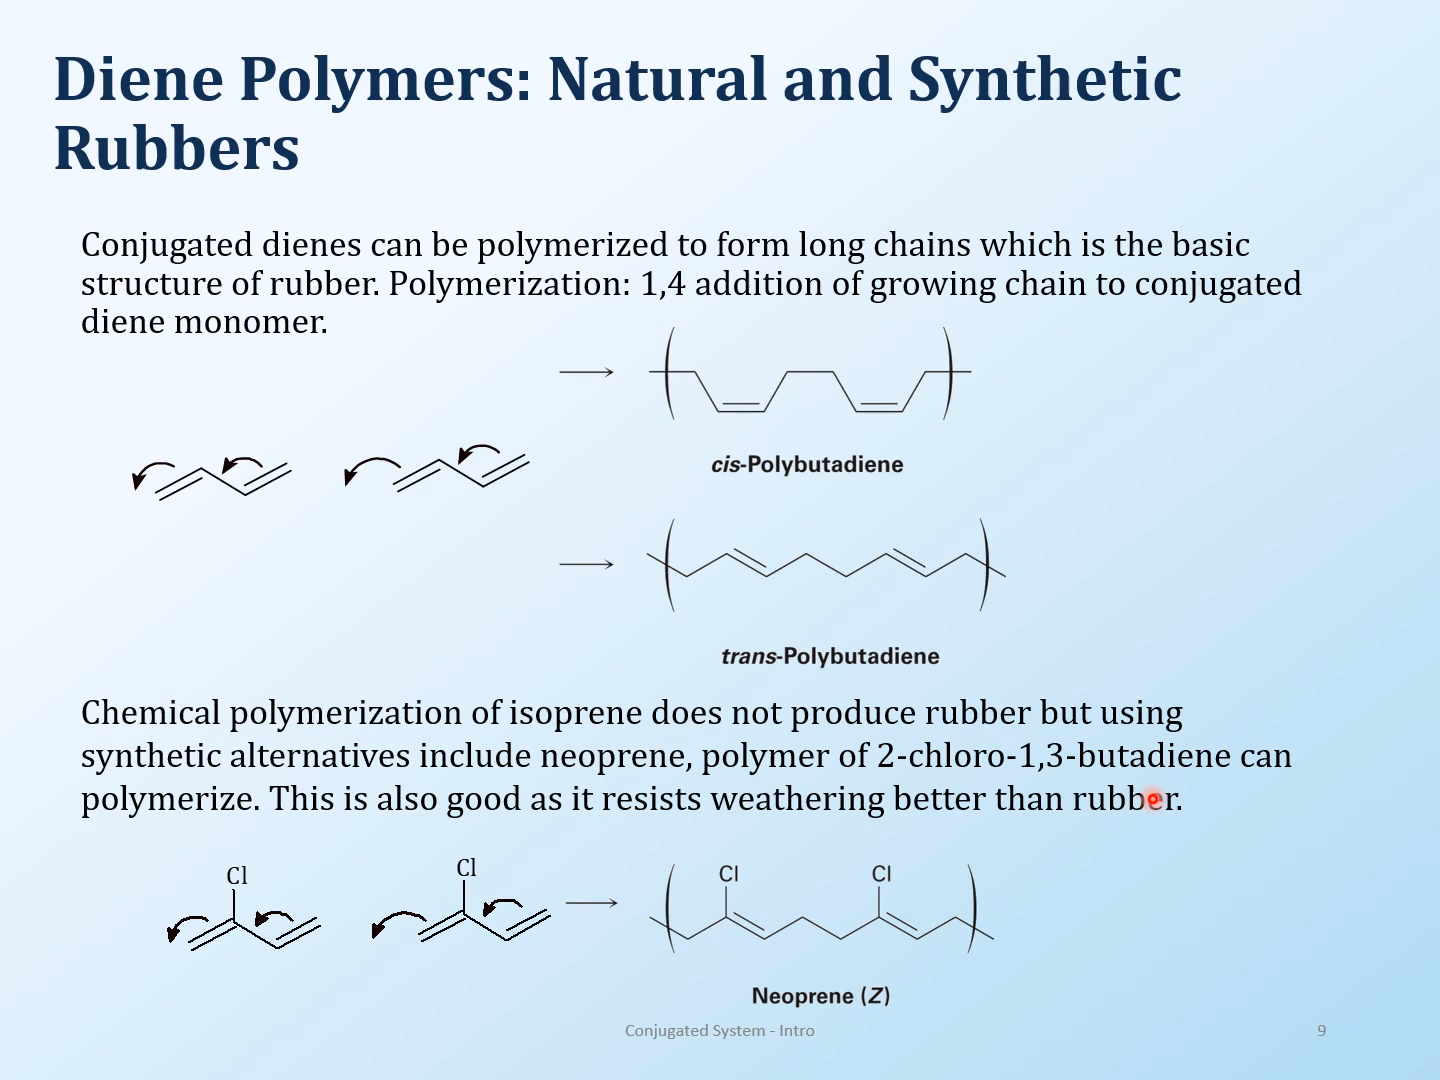 Diene Polymers: Natural and Synthetic
Rubbers
Conjugated dienes can be polymerized to form long chains which is the basic
structure of rubber. Polymerization: 1,4 addition of growing chain to conjugated
diene monomer.
cis-Polybutadiene
trans-Polybutadiene
Chemical polymerization of isoprene does not produce rubber but using
synthetic alternatives include neoprene, polymer of 2-chloro-1,3-butadiene can
polymerize. This is also good as it resists weathering better than rubber.
Cl Cl Cl Cl
Neoprene (Z)
Conjugated System - Intro 9